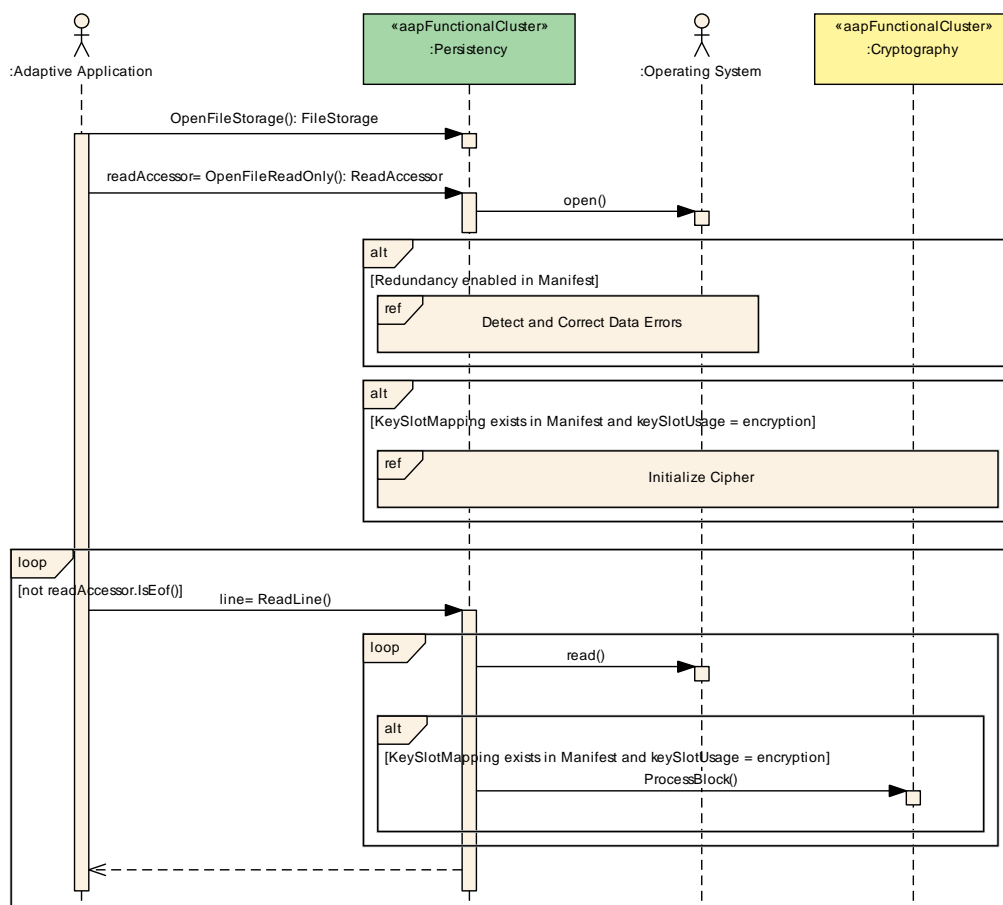 «aapFunctionalCluster»
:Persistency
«aapFunctionalCluster»
:Cryptography
:Adaptive Application
:Operating System
OpenFileStorage(): FileStorage
readAccessor= OpenFileReadOnly(): ReadAccessor
open()
alt
[Redundancy enabled in Manifest]
ref
Detect and Correct Data Errors
alt
[KeySlotMapping exists in Manifest and keySlotUsage = encryption]
ref
Initialize Cipher
loop
[not readAccessor.IsEof()]
line= ReadLine()
loop
read()
alt
[KeySlotMapping exists in Manifest and keySlotUsage = encryption]
ProcessBlock()